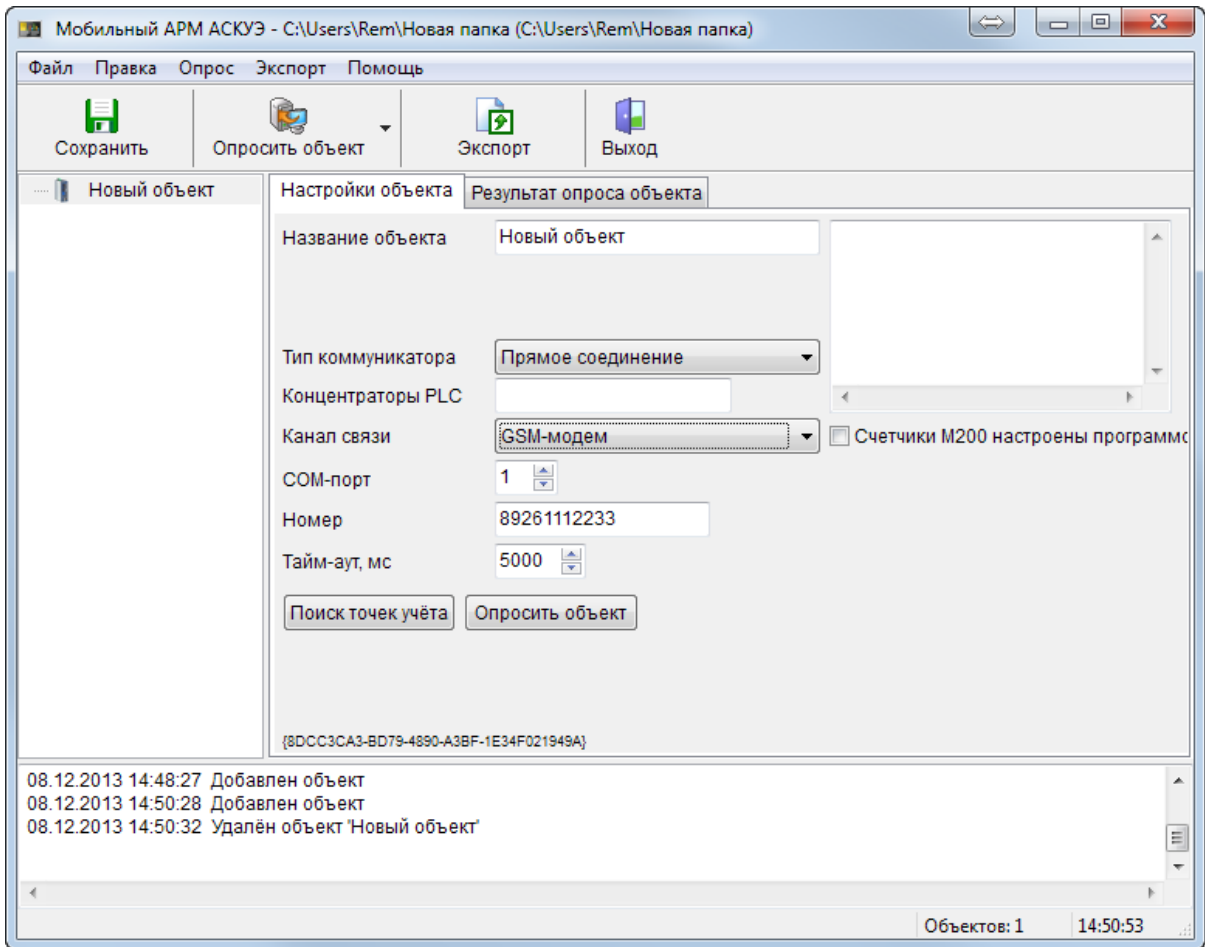 Мобильный АРМ АСКУЭ - C:\Users\Rem\Новая папка (C:\Users\Rem\Новая папка)
Файл Правка Опрос Экспорт Помощь
Сохранить Опросить объект Экспорт Выход
Новый объект
Настройки объекта Результат опроса объекта
Название объекта Новый объект
Тип коммуникатора Прямое соединение
Концентраторы PLC
Канал связи GSM-модем Счетчики М200 настроены программо
COM-порт 1
Номер 89261112233
Тайм-аут, мс 5000
Поиск точек учёта Опросить объект
{8DCC3CA3-BD79-4890-A3BF-1E34F021949A}
08.12.2013 14:48:27 Добавлен объект
08.12.2013 14:50:28 Добавлен объект
08.12.2013 14:50:32 Удалён объект 'Новый объект'
Объектов: 1 14:50:53